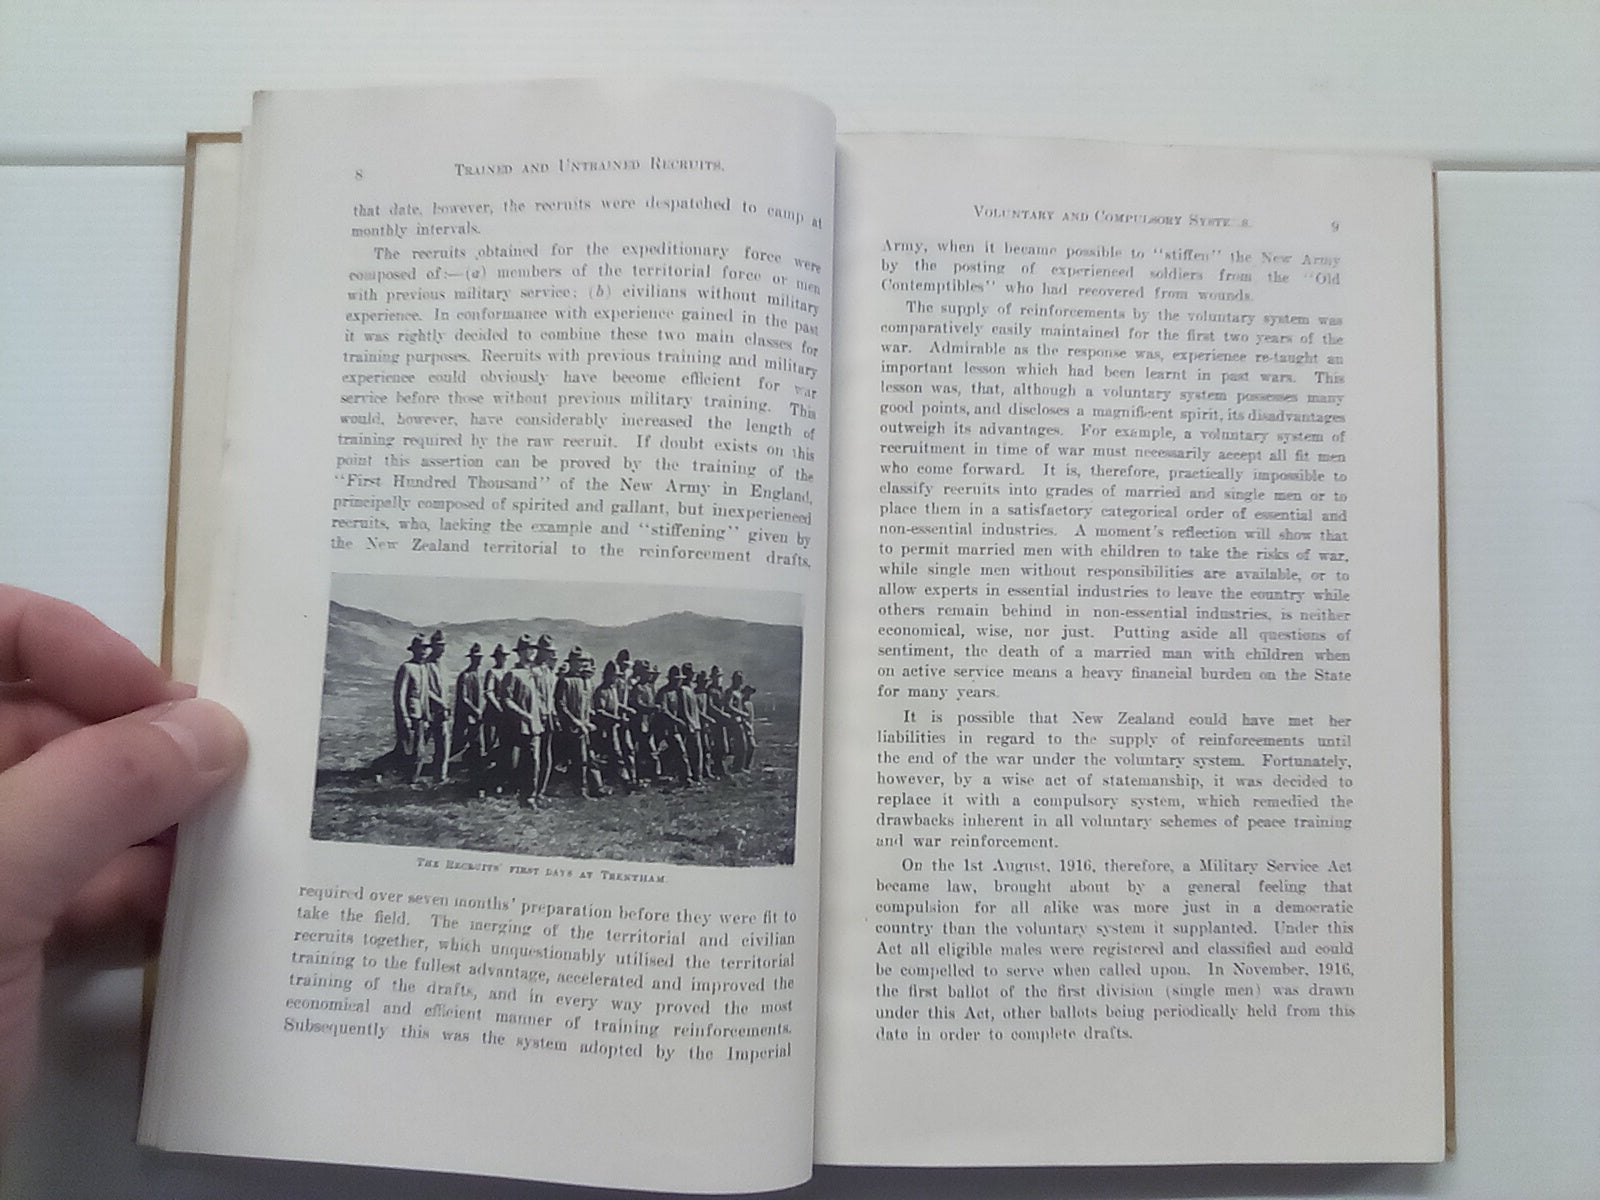 8 TRAINED AND UNTRAINED RECRUITS.
that date, however, the recruits were despatched to camp at
monthly intervals.
The recruits obtained for the expeditionary force were
composed of:—(a) members of the territorial force or men
with previous military service; (b) civilians without military
experience. In conformance with experience gained in the past
it was rightly decided to combine these two main classes for
training purposes. Recruits with previous training and military
experience could obviously have become efficient for war
service before those without previous military training. This
would, however, have considerably increased the length of
training required by the raw recruit. If doubt exists on this
point this assertion can be proved by the training of the
"First Hundred Thousand" of the New Army in England,
principally composed of spirited and gallant, but inexperienced
recruits, who, lacking the example and "stiffening" given by
the New Zealand territorial to the reinforcement drafts,
THE RECRUITS' FIRST DAYS AT TRENTHAM.
required over seven months' preparation before they were fit to
take the field. The merging of the territorial and civilian
recruits together, which unquestionably utilised the territorial
training to the fullest advantage, accelerated and improved the
training of the drafts, and in every way proved the most
economical and efficient manner of training reinforcements.
Subsequently this was the system adopted by the Imperial
VOLUNTARY AND COMPULSORY SYSTE S. 9
Army, when it became possible to "stiffen" the New Army
by the posting of experienced soldiers from the "Old
Contemptibles" who had recovered from wounds.
The supply of reinforcements by the voluntary system was
comparatively easily maintained for the first two years of the
war. Admirable as the response was, experience re-taught an
important lesson which had been learnt in past wars. This
lesson was, that, although a voluntary system possesses many
good points, and discloses a magnificent spirit, its disadvantages
outweigh its advantages. For example, a voluntary system of
recruitment in time of war must necessarily accept all fit men
who come forward. It is, therefore, practically impossible to
classify recruits into grades of married and single men or to
place them in a satisfactory categorical order of essential and
non-essential industries. A moment's reflection will show that
to permit married men with children to take the risks of war,
while single men without responsibilities are available, or to
allow experts in essential industries to leave the country while
others remain behind in non-essential industries, is neither
economical, wise, nor just. Putting aside all questions of
sentiment, the death of a married man with children when
on active service means a heavy financial burden on the State
for many years.
It is possible that New Zealand could have met her
liabilities in regard to the supply of reinforcements until
the end of the war under the voluntary system. Fortunately,
however, by a wise act of statemanship, it was decided to
replace it with a compulsory system, which remedied the
drawbacks inherent in all voluntary schemes of peace training
and war reinforcement.
On the 1st August, 1916, therefore, a Military Service Act
became law, brought about by a general feeling that
compulsion for all alike was more just in a democratic
country than the voluntary system it supplanted. Under this
Act all eligible males were registered and classified and could
be compelled to serve when called upon. In November, 1916,
the first ballot of the first division (single men) was drawn
under this Act, other ballots being periodically held from this
date in order to complete drafts.